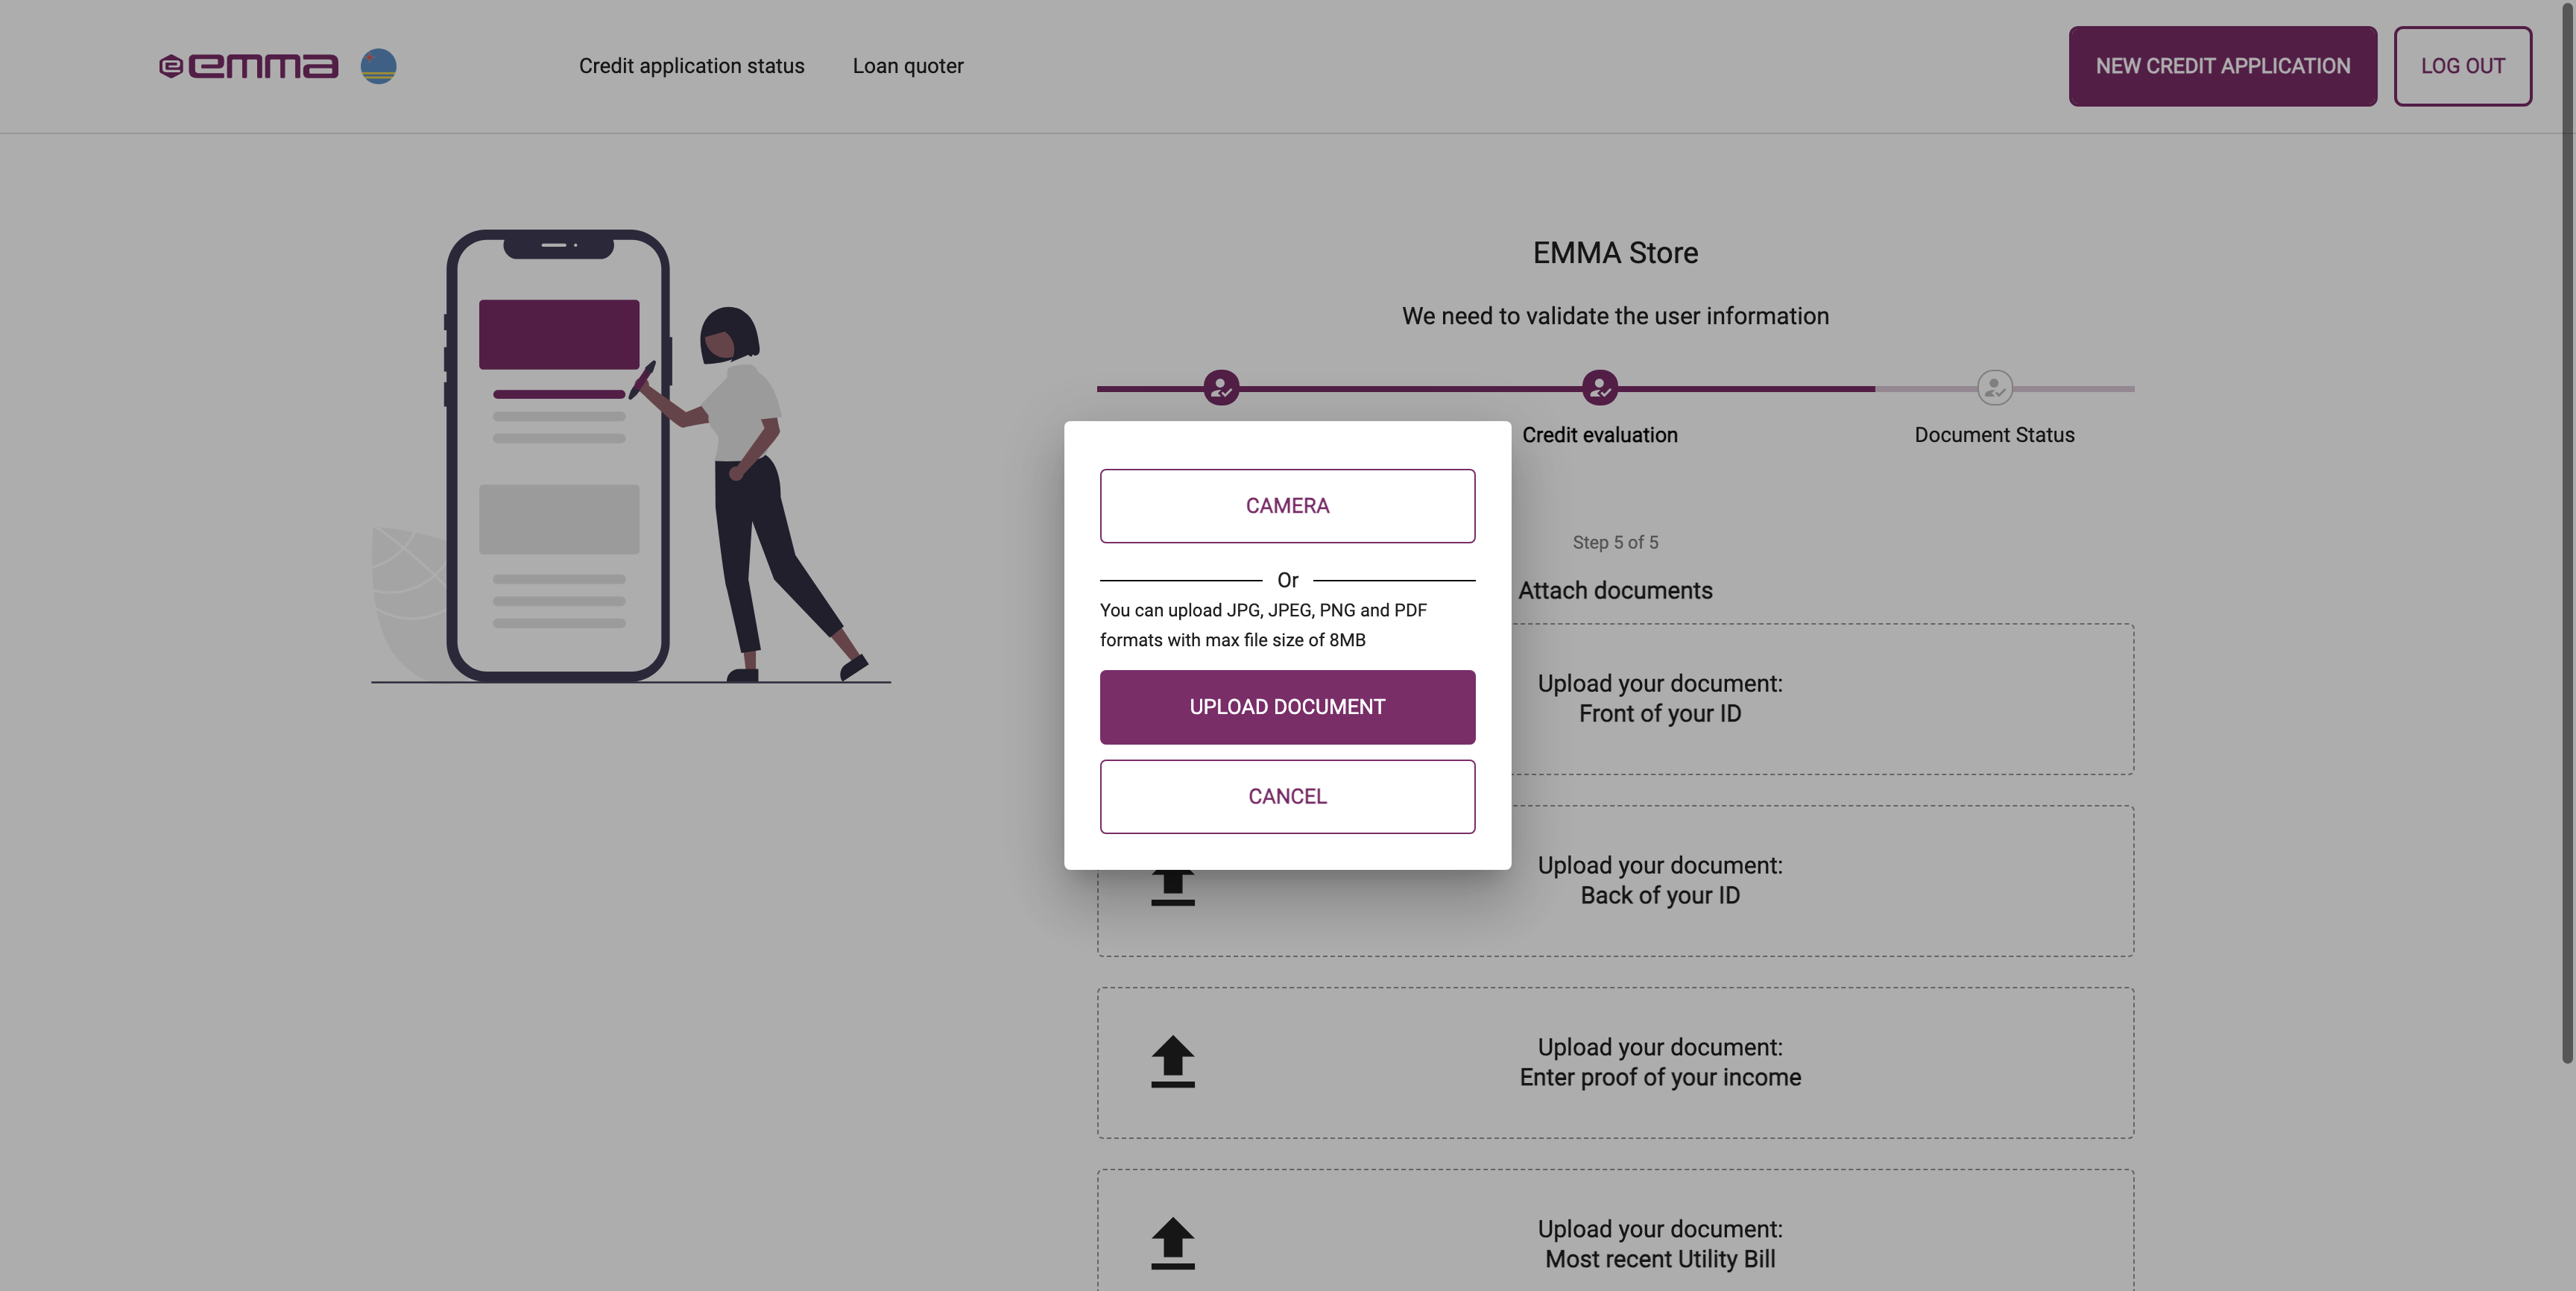 emma
Credit application status
Loan quoter
NEW CREDIT APPLICATION
LOG OUT
EMMA Store
We need to validate the user information
Credit evaluation
Document Status
Step 5 of 5
Attach documents
CAMERA
Or
You can upload JPG, JPEG, PNG and PDF
formats with max file size of 8MB
UPLOAD DOCUMENT
CANCEL
Upload your document:
Front of your ID
Upload your document:
Back of your ID
Upload your document:
Enter proof of your income
Upload your document:
Most recent Utility Bill